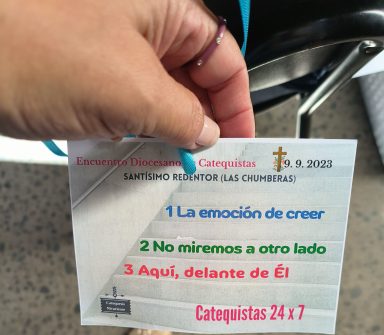 Encuentro Diocesano Catequistas 9. 9. 2023
SANTÍSIMO REDENTOR (LAS CHUMBERAS)
1 La emoción de creer
2 No miremos a otro lado
3 Aquí, delante de Él
Catequesis
Catequistas 24 x 7